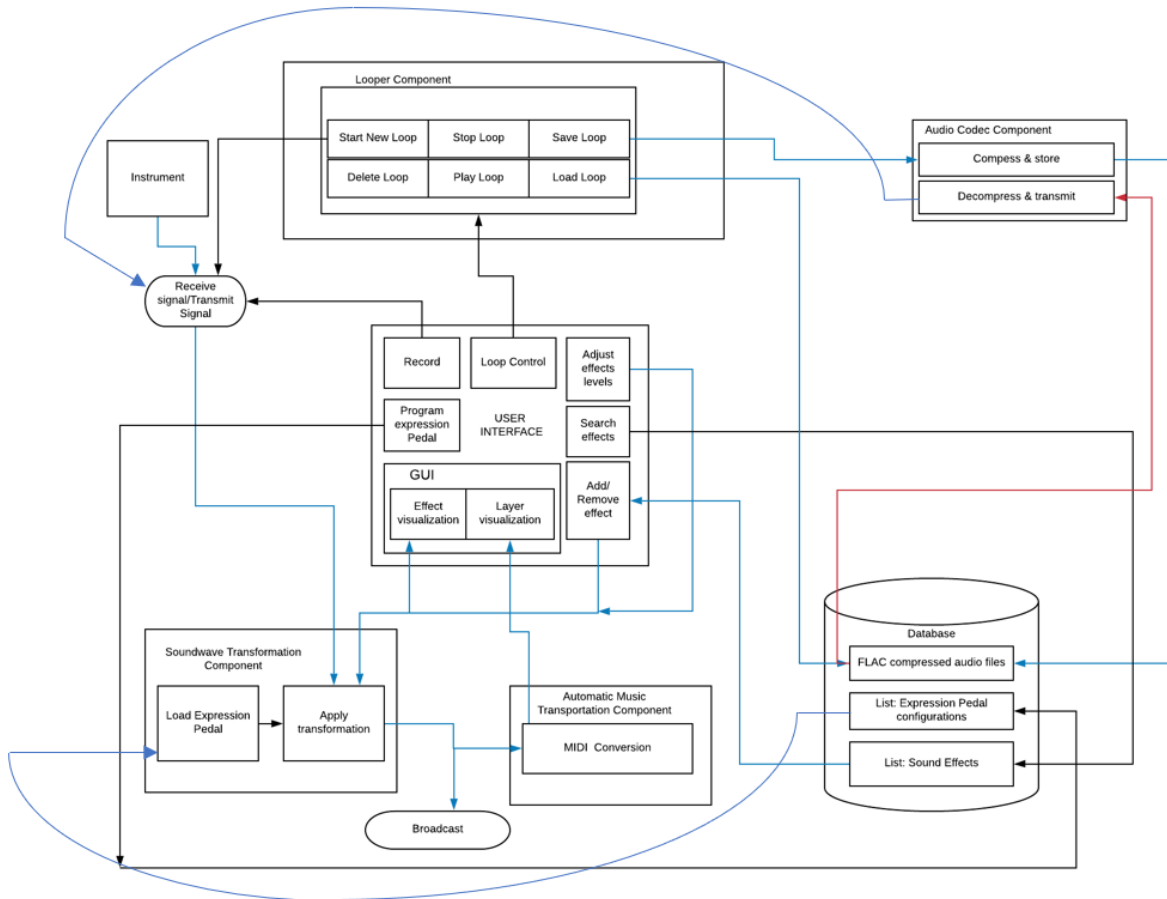 Looper Component
Start New Loop
Stop Loop
Save Loop
Delete Loop
Play Loop
Load Loop
Audio Codec Component
Compess & store
Decompress & transmit
Instrument
Receive
signal/Transmit
Signal
Record
Loop Control
Adjust
effects
levels
Program
expression
Pedal
USER
INTERFACE
Search
effects
GUI
Effect
visualization
Layer
visualization
Add/
Remove
effect
Database
FLAC compressed audio files
List: Expression Pedal
configurations
List: Sound Effects
Soundwave Transformation
Component
Load Expression
Pedal
Apply
transformation
Automatic Music
Transportation Component
MIDI Conversion
Broadcast